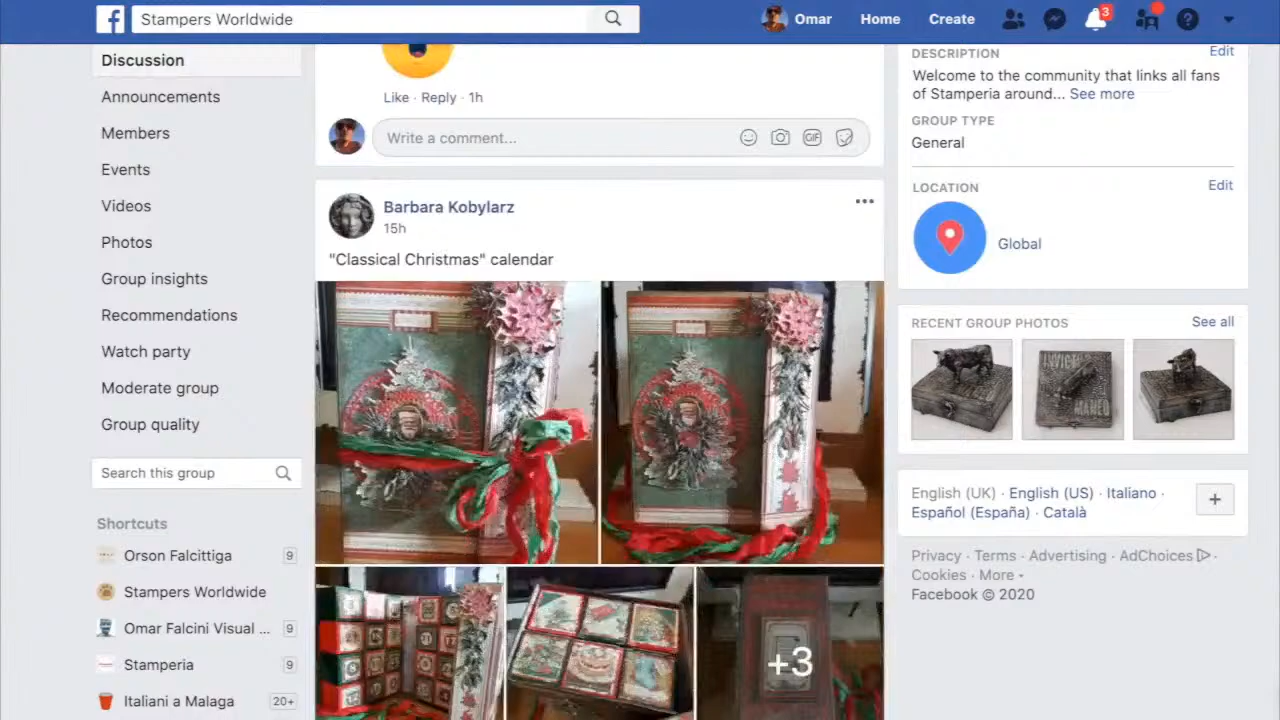 Stampers Worldwide
Omar
Home
Create
3
Discussion
Announcements
Members
Events
Videos
Photos
Group insights
Recommendations
Watch party
Moderate group
Group quality
Search this group
Shortcuts
Orson Falcittiga 9
Stampers Worldwide
Omar Falcini Visual ... 9
Stamperia 9
Italiani a Malaga 20+
Like · Reply · 1h
Write a comment...
GIF
Barbara Kobylarz
15h
"Classical Christmas" calendar
+3
DESCRIPTION Edit
Welcome to the community that links all fans
of Stamperia around... See more
GROUP TYPE
General
LOCATION Edit
Global
RECENT GROUP PHOTOS See all
INVICT
MANEO
English (UK) · English (US) · Italiano ·
Español (España) · Català
Privacy · Terms · Advertising · AdChoices ·
Cookies · More
Facebook © 2020